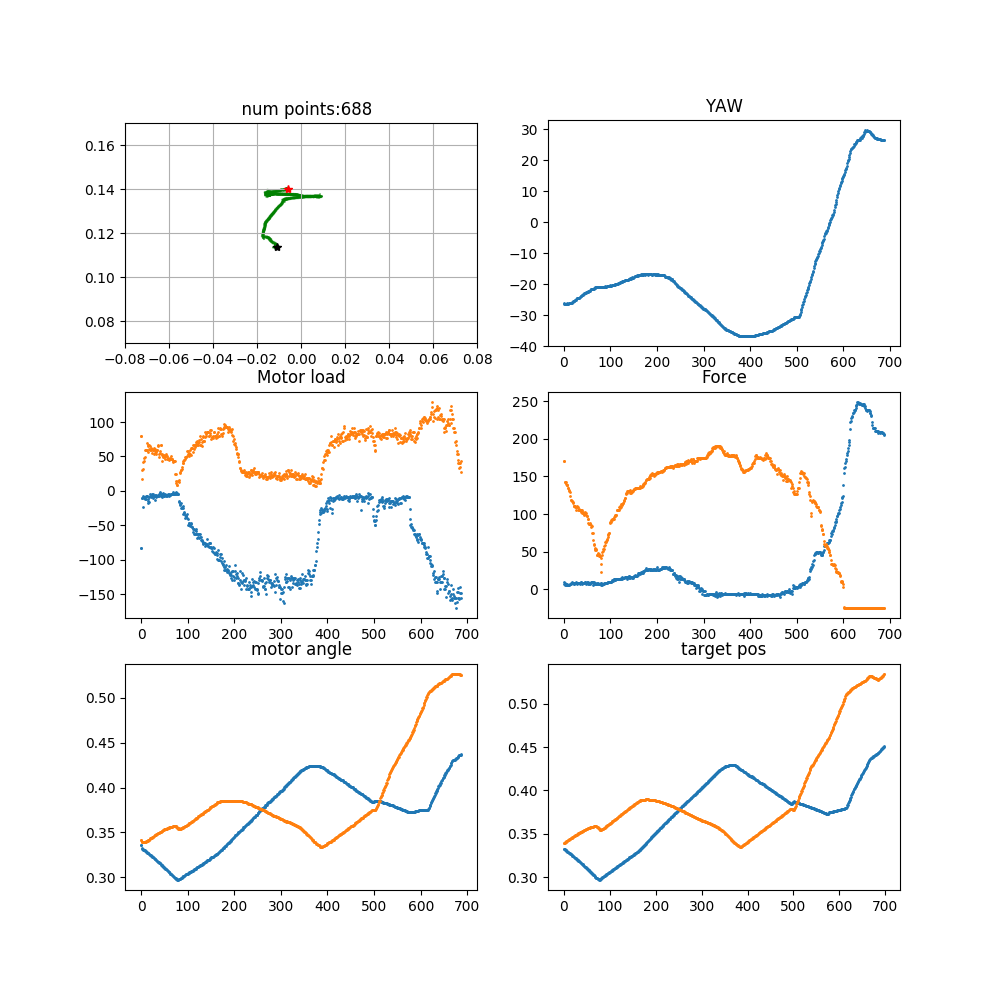 num points:688
0.16
0.14
0.12
0.10
0.08
−0.08 −0.06 −0.04 −0.02 0.00 0.02 0.04 0.06 0.08
YAW
30
20
10
0
−10
−20
−30
−40
0 100 200 300 400 500 600 700
Motor load
100
50
0
−50
−100
−150
0 100 200 300 400 500 600 700
Force
250
200
150
100
50
0
0 100 200 300 400 500 600 700
motor angle
0.50
0.45
0.40
0.35
0.30
0 100 200 300 400 500 600 700
target pos
0.50
0.45
0.40
0.35
0.30
0 100 200 300 400 500 600 700